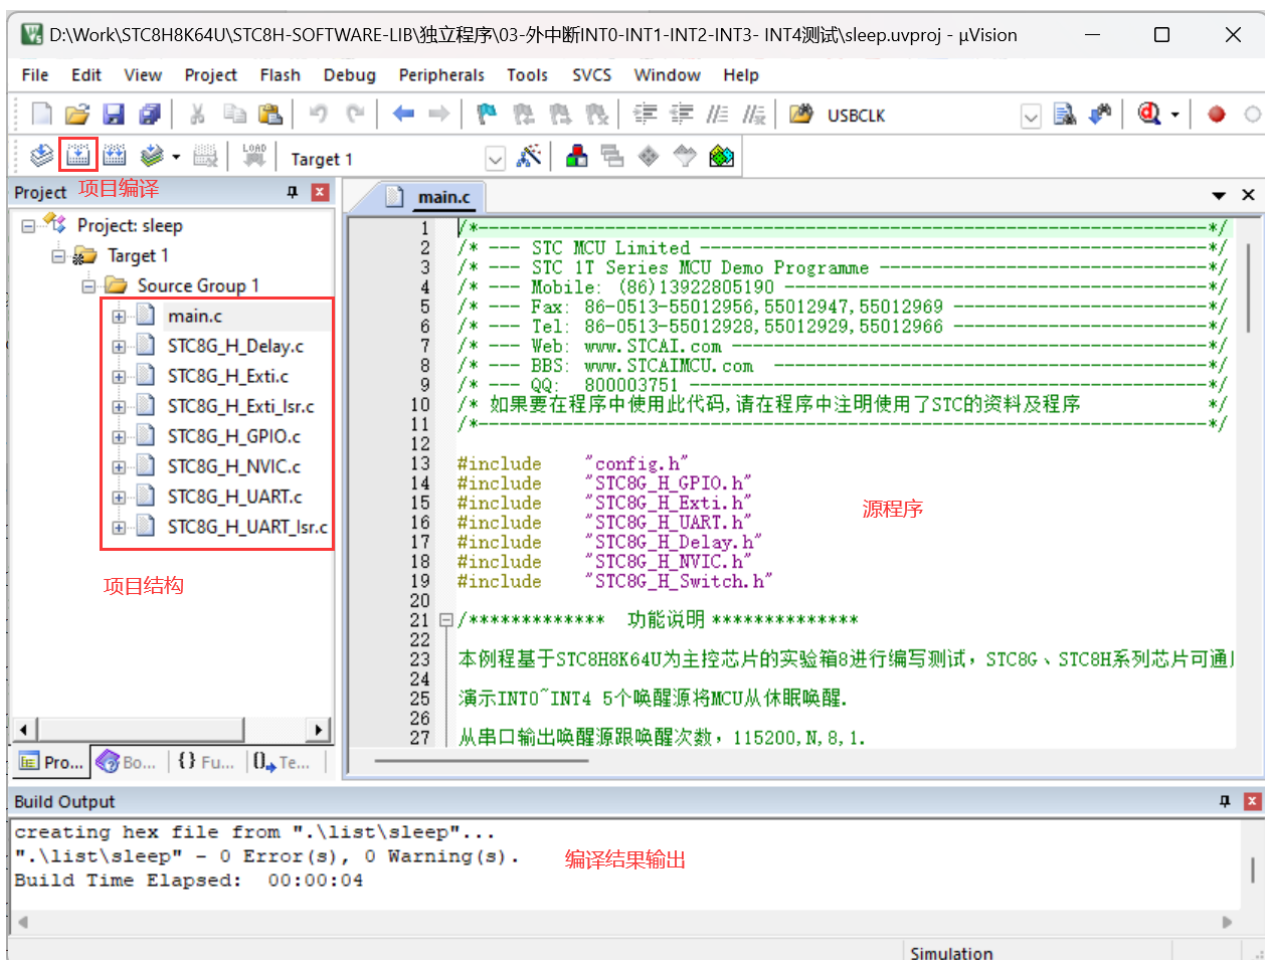 D:\Work\STC8H8K64U\STC8H-SOFTWARE-LIB\独立程序\03-外中断INT0-INT1-INT2-INT3- INT4测试\sleep.uvproj - µVision
File Edit View Project Flash Debug Peripherals Tools SVCS Window Help
USBCLK
LOAD
Target 1
Project 项目编译
main.c
Project: sleep
Target 1
Source Group 1
main.c
STC8G_H_Delay.c
STC8G_H_Exti.c
STC8G_H_Exti_Isr.c
STC8G_H_GPIO.c
STC8G_H_NVIC.c
STC8G_H_UART.c
STC8G_H_UART_Isr.c
项目结构
1 /*---------------------------------------------------------------------*/
2 /* --- STC MCU Limited ------------------------------------------------*/
3 /* --- STC 1T Series MCU Demo Programme -------------------------------*/
4 /* --- Mobile: (86)13922805190 ----------------------------------------*/
5 /* --- Fax: 86-0513-55012956,55012947,55012969 ------------------------*/
6 /* --- Tel: 86-0513-55012928,55012929,55012966 ------------------------*/
7 /* --- Web: www.STCAI.com ---------------------------------------------*/
8 /* --- BBS: www.STCAIMCU.com  -----------------------------------------*/
9 /* --- QQ:  800003751 -------------------------------------------------*/
10 /* 如果要在程序中使用此代码,请在程序中注明使用了STC的资料及程序            */
11 /*---------------------------------------------------------------------*/
12
13 #include    "config.h"
14 #include    "STC8G_H_GPIO.h"
15 #include    "STC8G_H_Exti.h"
16 #include    "STC8G_H_UART.h"
17 #include    "STC8G_H_Delay.h"
18 #include    "STC8G_H_NVIC.h"
19 #include    "STC8G_H_Switch.h"
20
21 /*************  功能说明 **************
22
23 本例程基于STC8H8K64U为主控芯片的实验箱8进行编写测试，STC8G、STC8H系列芯片可通
24
25 演示INT0~INT4 5个唤醒源将MCU从休眠唤醒.
26
27 从串口输出唤醒源跟唤醒次数，115200,N,8,1.
源程序
Pro... Bo... {} Fu... Te...
Build Output
creating hex file from ".\list\sleep"...
".\list\sleep" - 0 Error(s), 0 Warning(s).
Build Time Elapsed:  00:00:04
编译结果输出
Simulation